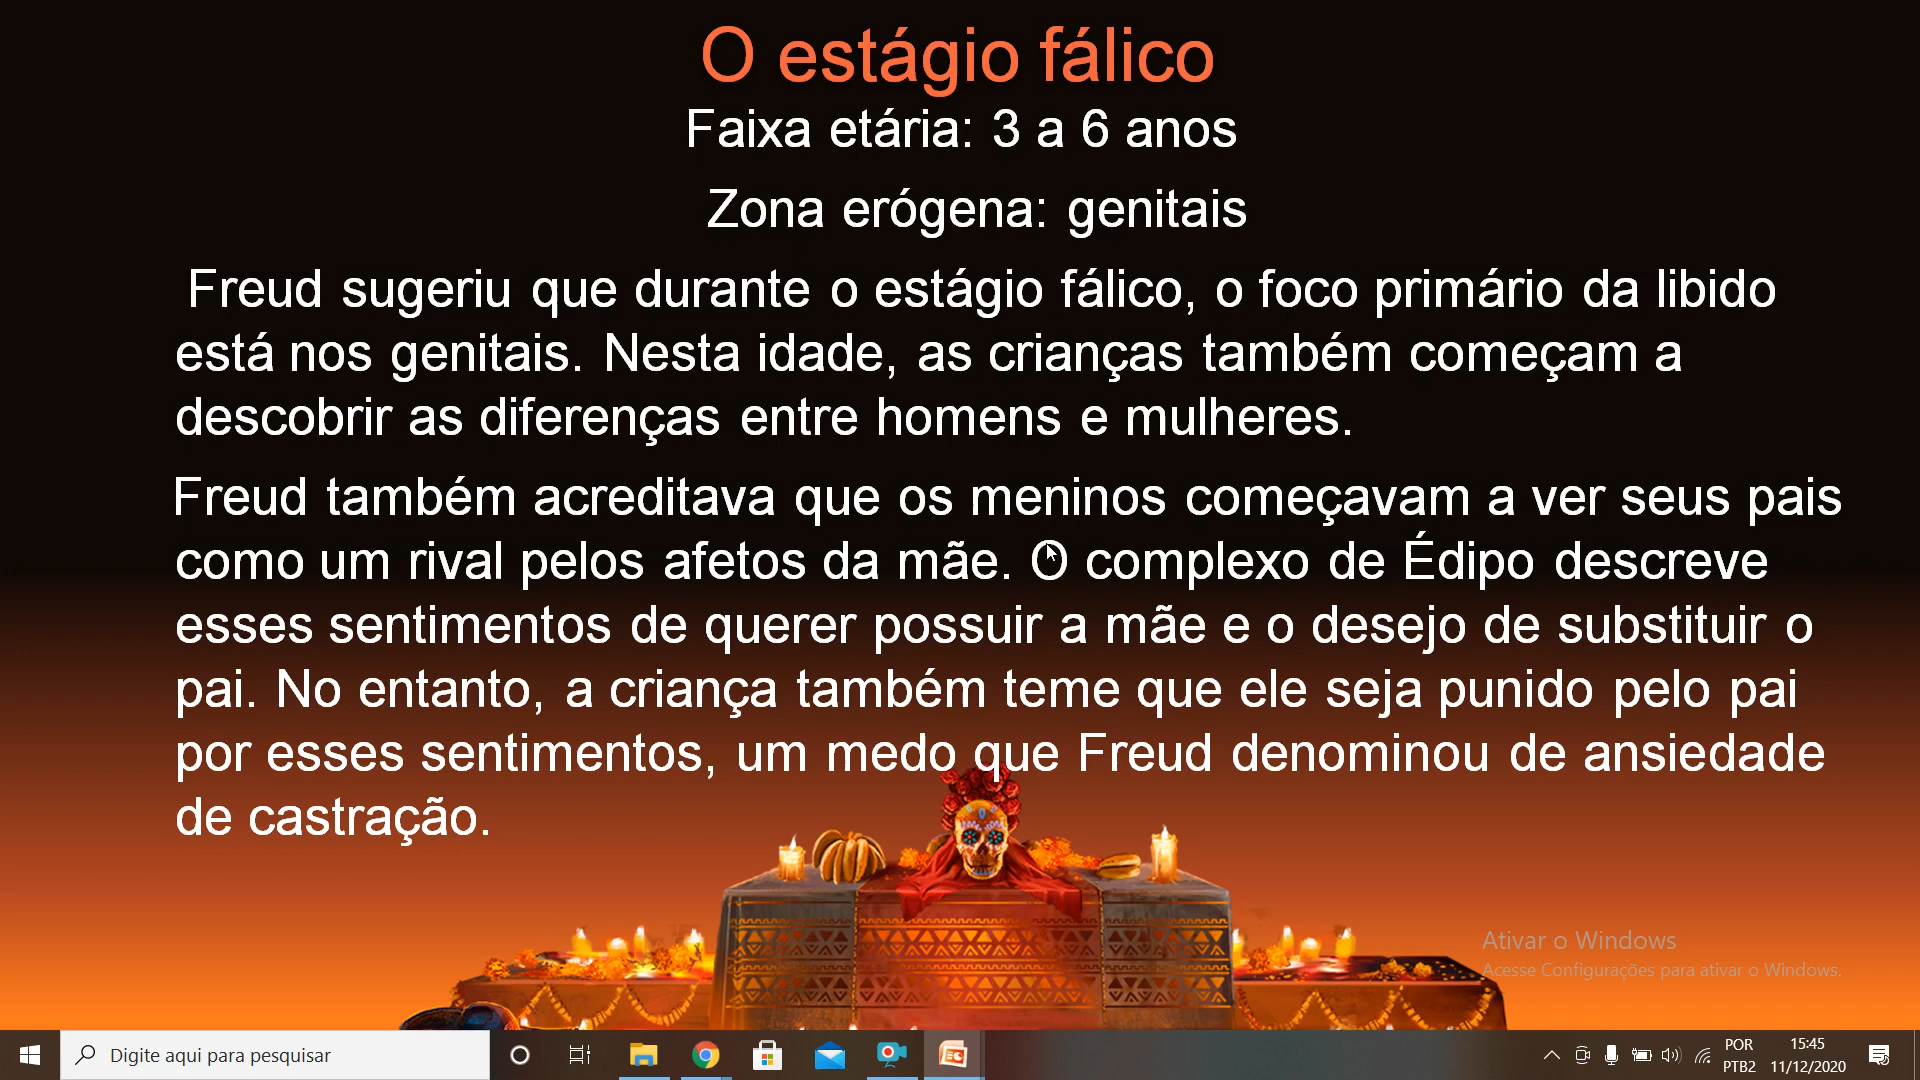 O estágio fálico
Faixa etária: 3 a 6 anos
Zona erógena: genitais
Freud sugeriu que durante o estágio fálico, o foco primário da libido
está nos genitais. Nesta idade, as crianças também começam a
descobrir as diferenças entre homens e mulheres.
Freud também acreditava que os meninos começavam a ver seus pais
como um rival pelos afetos da mãe. O complexo de Édipo descreve
esses sentimentos de querer possuir a mãe e o desejo de substituir o
pai. No entanto, a criança também teme que ele seja punido pelo pai
por esses sentimentos, um medo que Freud denominou de ansiedade
de castração.
Ativar o Windows
Acesse Configurações para ativar o Windows.
Digite aqui para pesquisar
POR
PTB2
15:45
11/12/2020